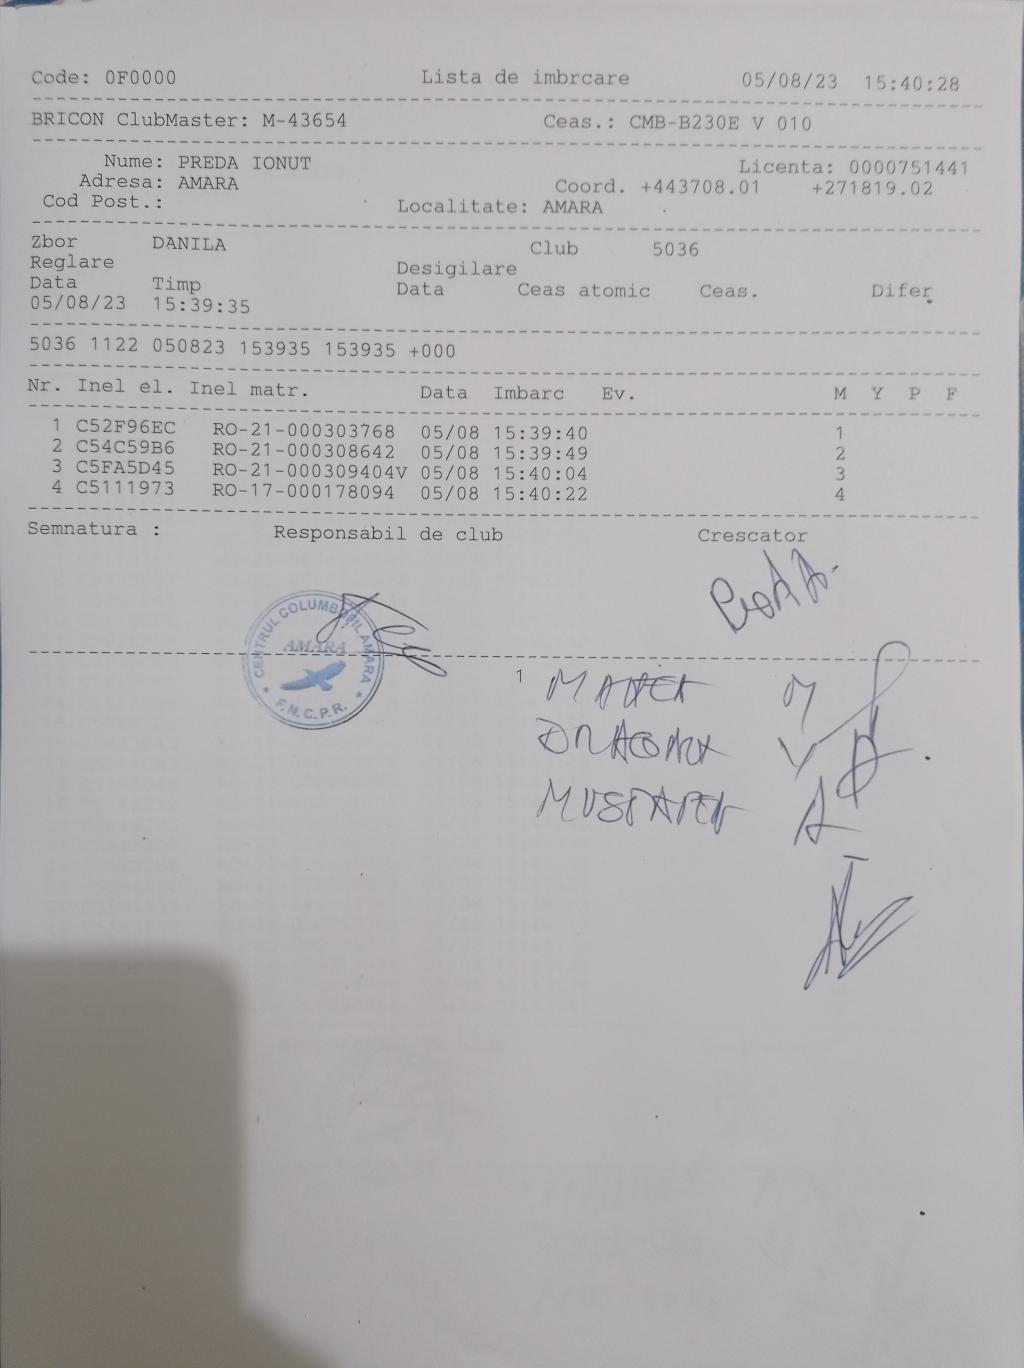 Code: 0F0000 Lista de imbrcare 05/08/23 15:40:28
BRICON ClubMaster: M-43654 Ceas.: CMB-B230E V 010
Nume: PREDA IONUT Licenta: 0000751441
Adresa: AMARA Coord. +443708.01 +271819.02
Cod Post.: Localitate: AMARA
Zbor DANILA Club 5036
Reglare Desigilare
Data Timp Data Ceas atomic Ceas. Difer.
05/08/23 15:39:35
5036 1122 050823 153935 153935 +000
Nr. Inel el. Inel matr. Data Imbarc Ev. M Y P F
1 C52F96EC RO-21-000303768 05/08 15:39:40 1
2 C54C59B6 RO-21-000308642 05/08 15:39:49 2
3 C5FA5D45 RO-21-000309404V 05/08 15:40:04 3
4 C5111973 RO-17-000178094 05/08 15:40:22 4
Semnatura : Responsabil de club Crescator
CENTRUL COLUMBOFIL AMARA
AMARA
F.N.C.P.R.
1